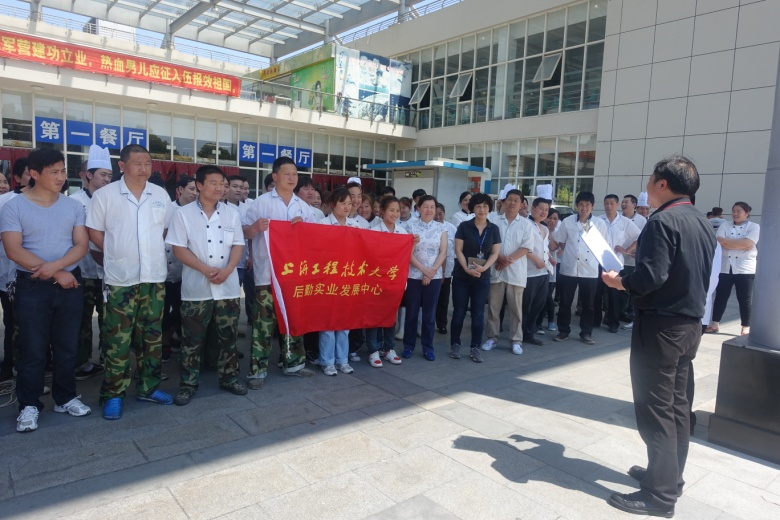 军营建功立业，热血男儿应征入伍报效祖国
第一餐厅
第一餐厅
上海工程技术大学
后勤实业发展中心